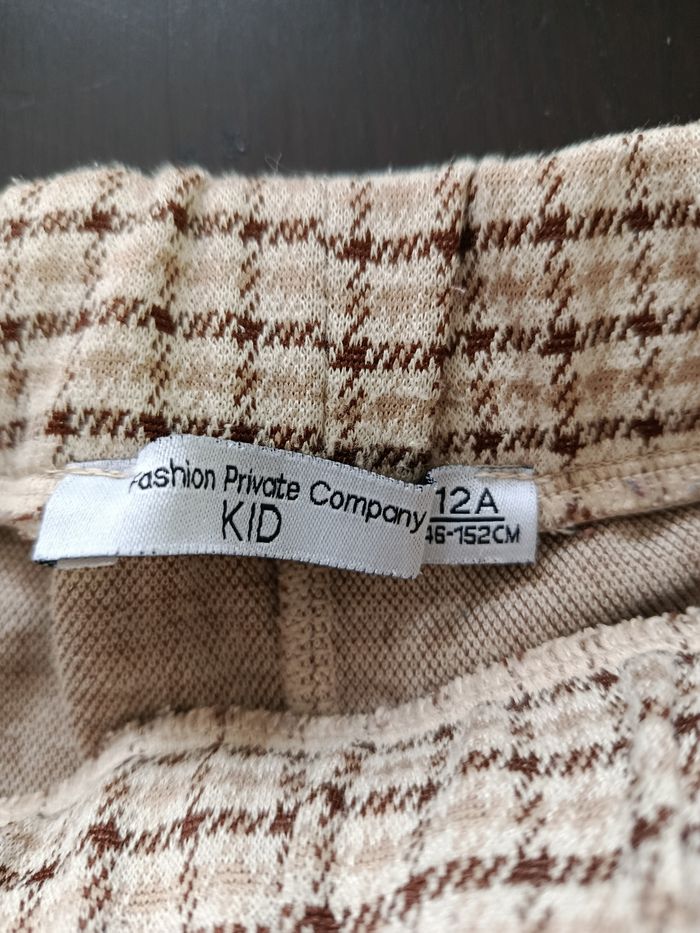 Fashion Private Company
KID
12A
46-152CM